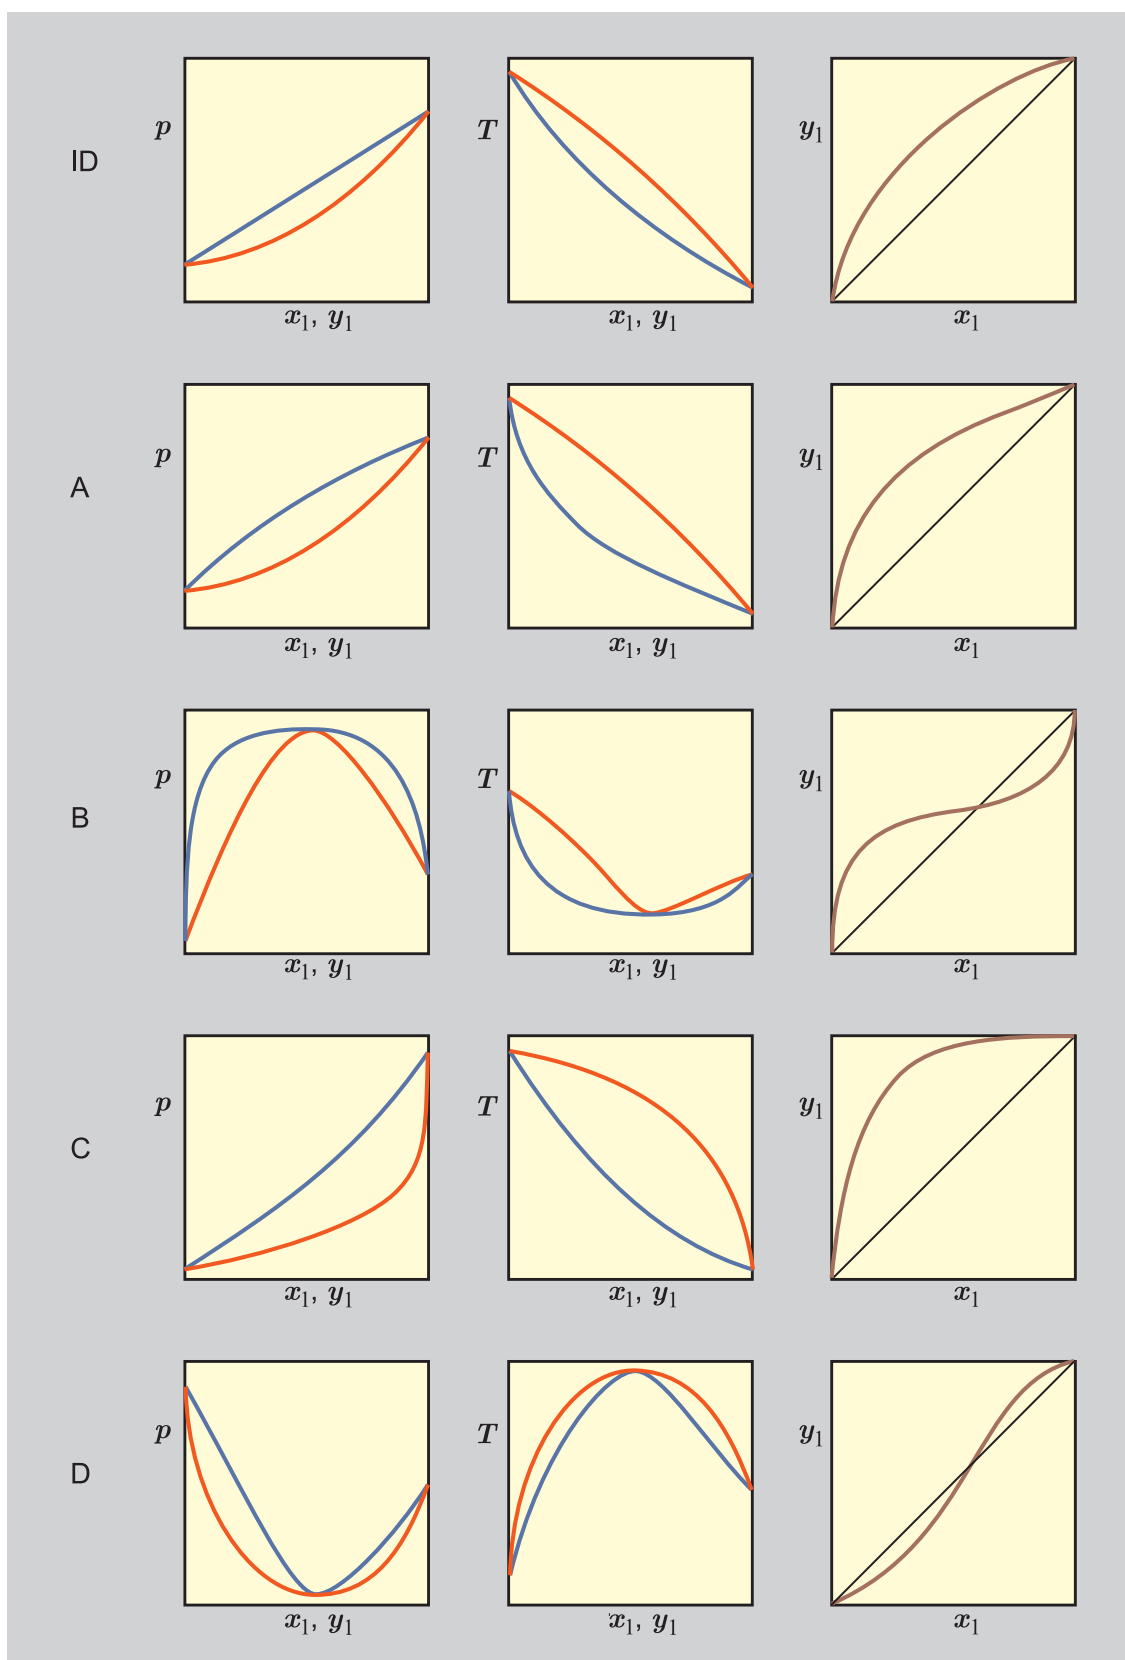 p T y₁
ID
x₁, y₁ x₁, y₁ x₁
p T y₁
A
x₁, y₁ x₁, y₁ x₁
p T y₁
B
x₁, y₁ x₁, y₁ x₁
p T y₁
C
x₁, y₁ x₁, y₁ x₁
p T y₁
D
x₁, y₁ x₁, y₁ x₁